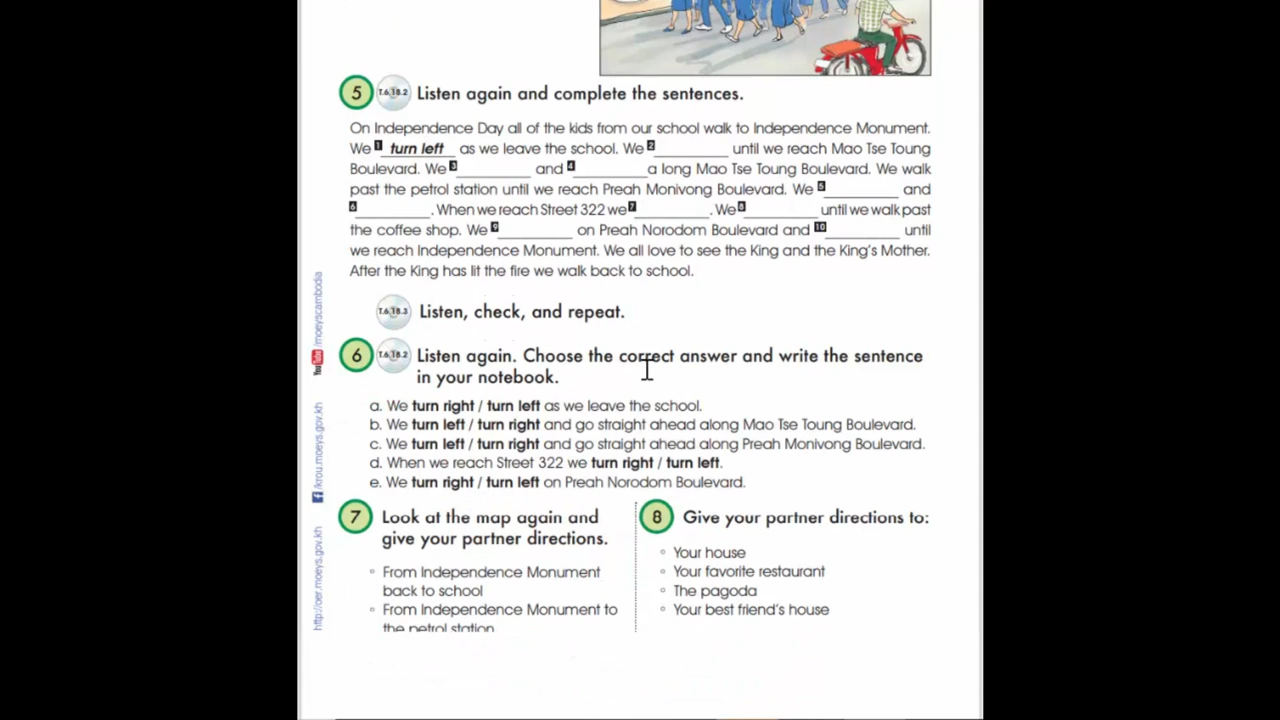 5 T.6.18.2 Listen again and complete the sentences.
On Independence Day all of the kids from our school walk to Independence Monument.
We 1 turn left as we leave the school. We 2 ________ until we reach Mao Tse Toung
Boulevard. We 3 ________ and 4 ________ a long Mao Tse Toung Boulevard. We walk
past the petrol station until we reach Preah Monivong Boulevard. We 5 ________ and
6 ________. When we reach Street 322 we 7 ________. We 8 ________ until we walk past
the coffee shop. We 9 ________ on Preah Norodom Boulevard and 10 ________ until
we reach Independence Monument. We all love to see the King and the King's Mother.
After the King has lit the fire we walk back to school.
T.6.18.3 Listen, check, and repeat.
6 T.6.18.2 Listen again. Choose the correct answer and write the sentence
in your notebook.
a. We turn right / turn left as we leave the school.
b. We turn left / turn right and go straight ahead along Mao Tse Toung Boulevard.
c. We turn left / turn right and go straight ahead along Preah Monivong Boulevard.
d. When we reach Street 322 we turn right / turn left.
e. We turn right / turn left on Preah Norodom Boulevard.
7 Look at the map again and
give your partner directions.
° From Independence Monument
back to school
° From Independence Monument to
the petrol station
8 Give your partner directions to:
° Your house
° Your favorite restaurant
° The pagoda
° Your best friend's house
YouTube /moeyscambodia
f /krou.moeys.gov.kh
http://oer.moeys.gov.kh